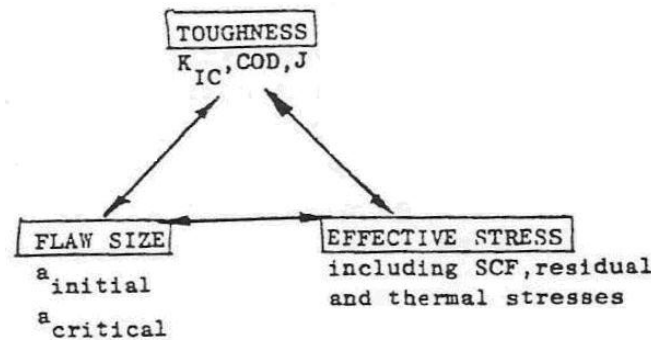 TOUGHNESS
K_IC, COD, J
FLAW SIZE
a_initial
a_critical
EFFECTIVE STRESS
including SCF, residual
and thermal stresses